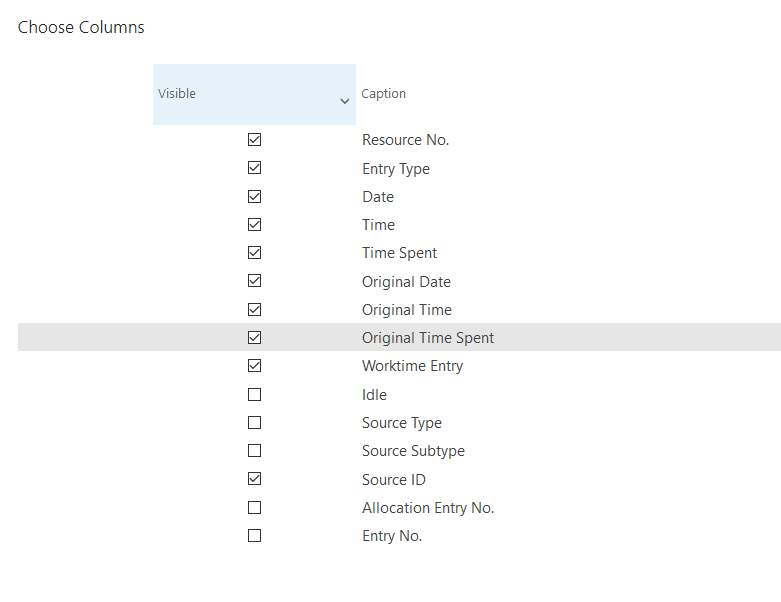 Choose Columns
Visible Caption
Resource No.
Entry Type
Date
Time
Time Spent
Original Date
Original Time
Original Time Spent
Worktime Entry
Idle
Source Type
Source Subtype
Source ID
Allocation Entry No.
Entry No.